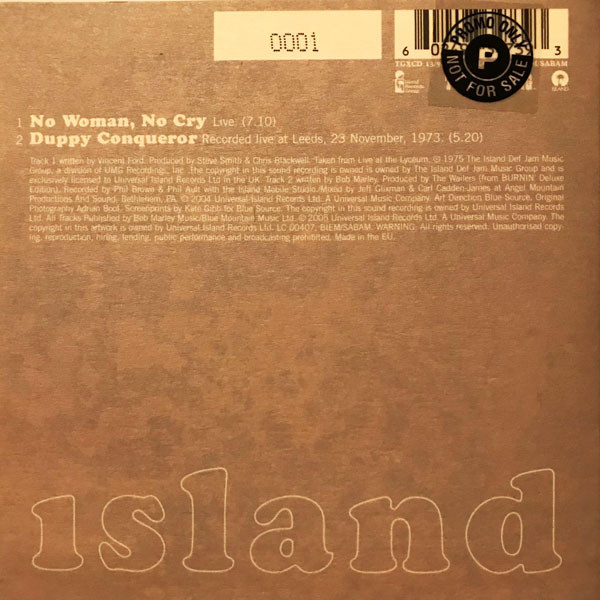 0001
6 0
3
TGXCD
SABAM
PROMO ONLY
P
NOT FOR SALE
ISLAND
1 No Woman, No Cry Live. (7.10)
2 Duppy Conqueror Recorded live at Leeds, 23 November, 1973. (5.20)
Track 1 written by Vincent Ford. Produced by Steve Smith & Chris Blackwell. Taken from Live at the Lyceum. ℗ 1975 The Island Def Jam Music
Group, a division of UMG Recordings, Inc. The copyright in this sound recording is owned by The Island Def Jam Music Group and is
exclusively licensed to Universal Island Records Ltd in the UK. Track 2 written by Bob Marley. Produced by The Wailers (from BURNIN' Deluxe
Edition). Recorded by Phil Brown & Phil Ault with the Island Mobile Studio/Mixed by Jeff Glixman & Carl Cadden-James at Angel Mountain
Productions And Sound, Bethlehem, PA. ℗ 2004 Universal Island Records Ltd. A Universal Music Company. Art Direction Blue Source. Original
Photography Adrian Boot. Screenprints by Kate Gibb for Blue Source. The copyright in this sound recording is owned by Universal Island Records
Ltd. All Tracks Published by Bob Marley Music/Blue Mountain Music Ltd. © 2005 Universal Island Records Ltd. A Universal Music Company. The
copyright in this artwork is owned by Universal Island Records Ltd. LC 00407. BIEM/SABAM. WARNING: All rights reserved. Unauthorised copy-
ing, reproduction, hiring, lending, public performance and broadcasting prohibited. Made in the EU.
island